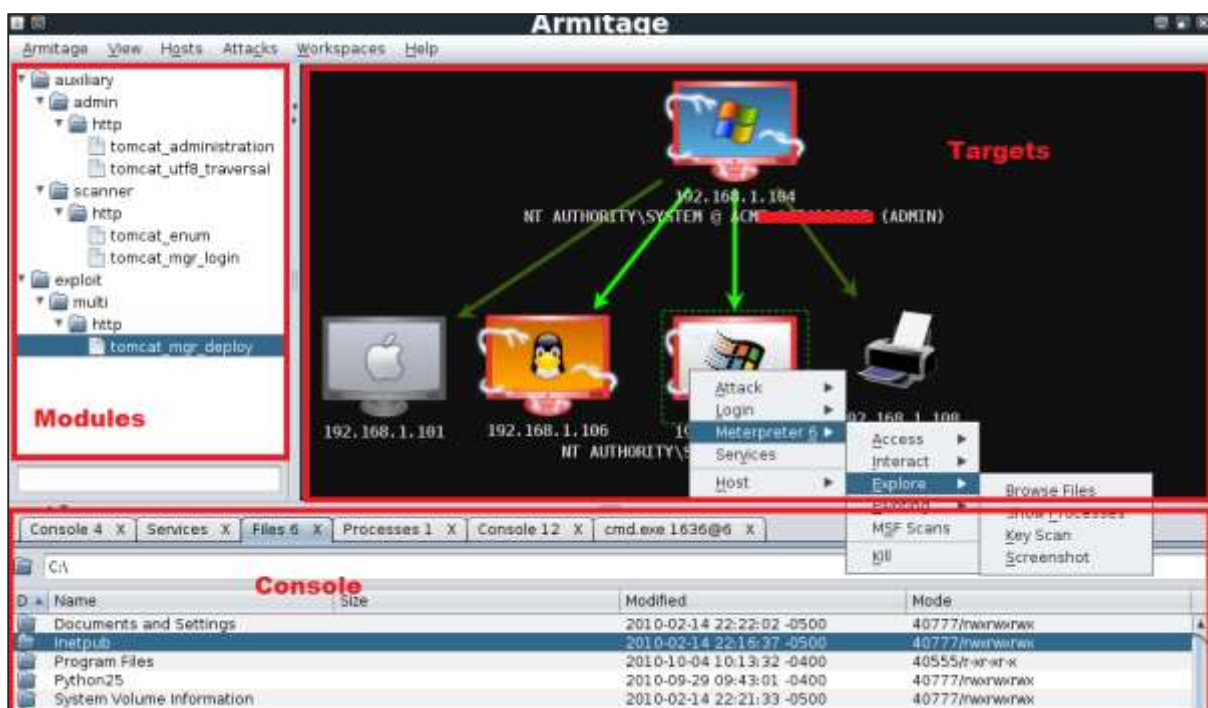 Armitage
Armitage View Hosts Attacks Workspaces Help
auxiliary
admin
http
tomcat_administration
tomcat_utf8_traversal
scanner
http
tomcat_enum
tomcat_mgr_login
exploit
multi
http
tomcat_mgr_deploy
Modules
Targets
192.168.1.184
NT AUTHORITY\SYSTEM @ ACM (ADMIN)
192.168.1.101
192.168.1.106
NT AUTHORITY\S
Attack
Login
Meterpreter 6
Services
Host
Access
Interact
Explore
Pivoting
MSF Scans
Kill
Browse Files
Show Processes
Key Scan
Screenshot
Console 4 X Services X Files 6 X Processes 1 X Console 12 X cmd.exe 1636@6 X
C:\
Console
D Name Size Modified Mode
Documents and Settings 2010-02-14 22:22:02 -0500 40777/rwxrwxrwx
Inetpub 2010-02-14 22:16:37 -0500 40777/rwxrwxrwx
Program Files 2010-10-04 10:13:32 -0400 40555/r-xr-xr-x
Python25 2010-09-29 09:43:01 -0400 40777/rwxrwxrwx
System Volume Information 2010-02-14 22:21:33 -0500 40777/rwxrwxrwx